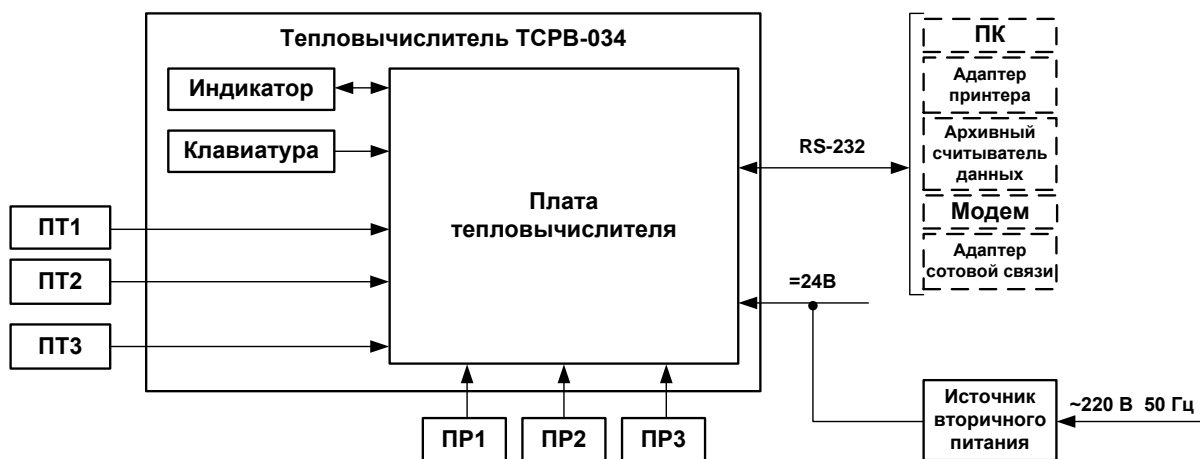 Тепловычислитель ТСРВ-034
Индикатор
Клавиатура
Плата
тепловычислителя
ПТ1
ПТ2
ПТ3
ПР1
ПР2
ПР3
RS-232
=24В
ПК
Адаптер
принтера
Архивный
считыватель
данных
Модем
Адаптер
сотовой связи
Источник
вторичного
питания
~220 В 50 Гц